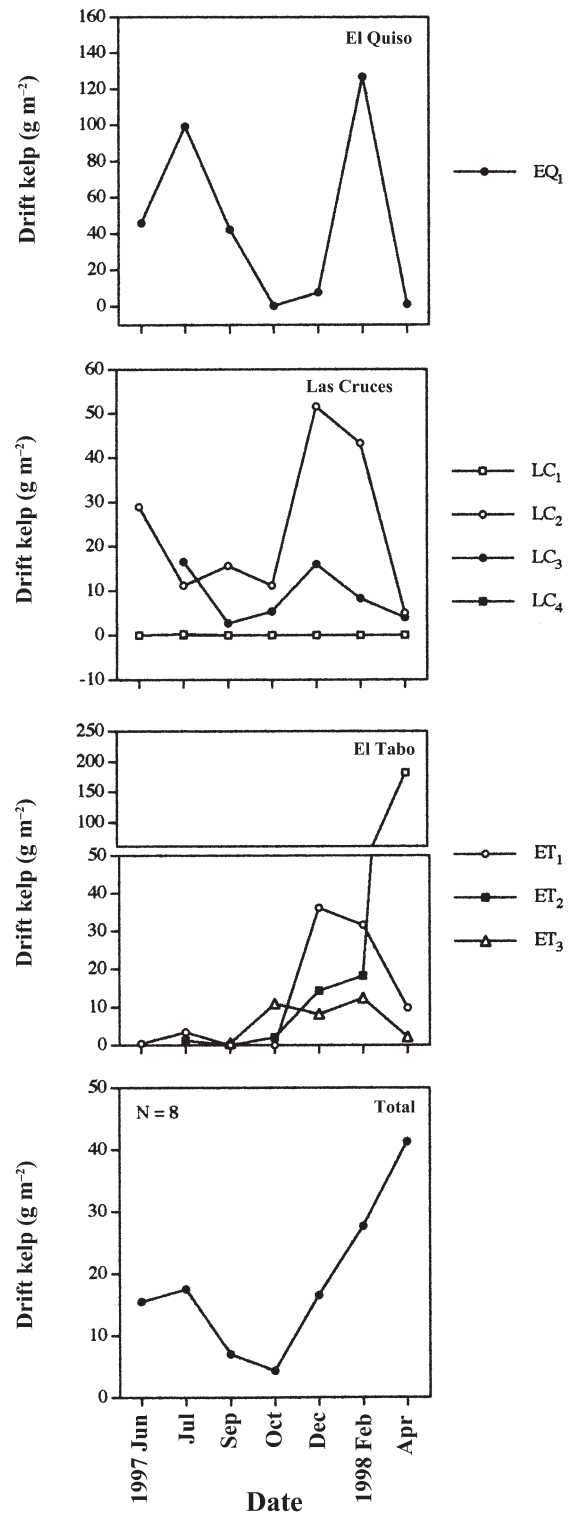 El Quiso
Drift kelp (g m⁻²)
160
140
120
100
80
60
40
20
0
EQ₁
Las Cruces
Drift kelp (g m⁻²)
60
50
40
30
20
10
0
-10
LC₁
LC₂
LC₃
LC₄
El Tabo
Drift kelp (g m⁻²)
250
200
150
100
50
40
30
20
10
0
ET₁
ET₂
ET₃
N = 8
Total
Drift kelp (g m⁻²)
50
40
30
20
10
0
1997 Jun
Jul
Sep
Oct
Dec
1998 Feb
Apr
Date